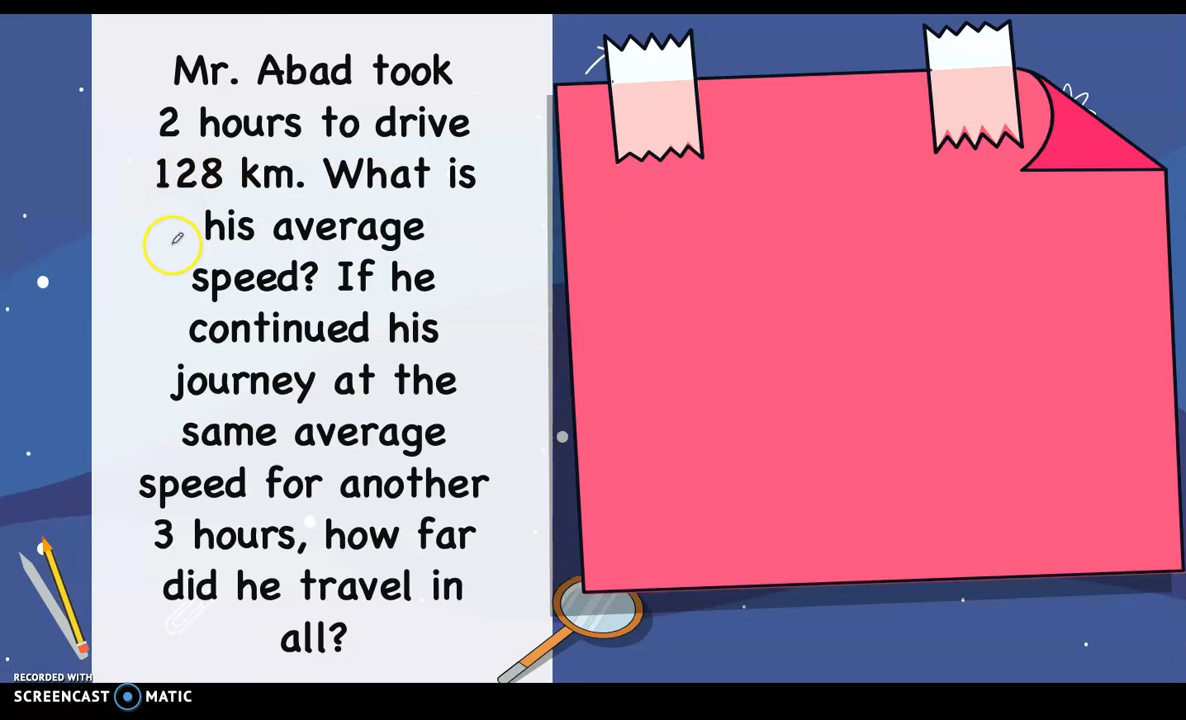 Mr. Abad took
2 hours to drive
128 km. What is
his average
speed? If he
continued his
journey at the
same average
speed for another
3 hours, how far
did he travel in
all?
RECORDED WITH
SCREENCAST MATIC